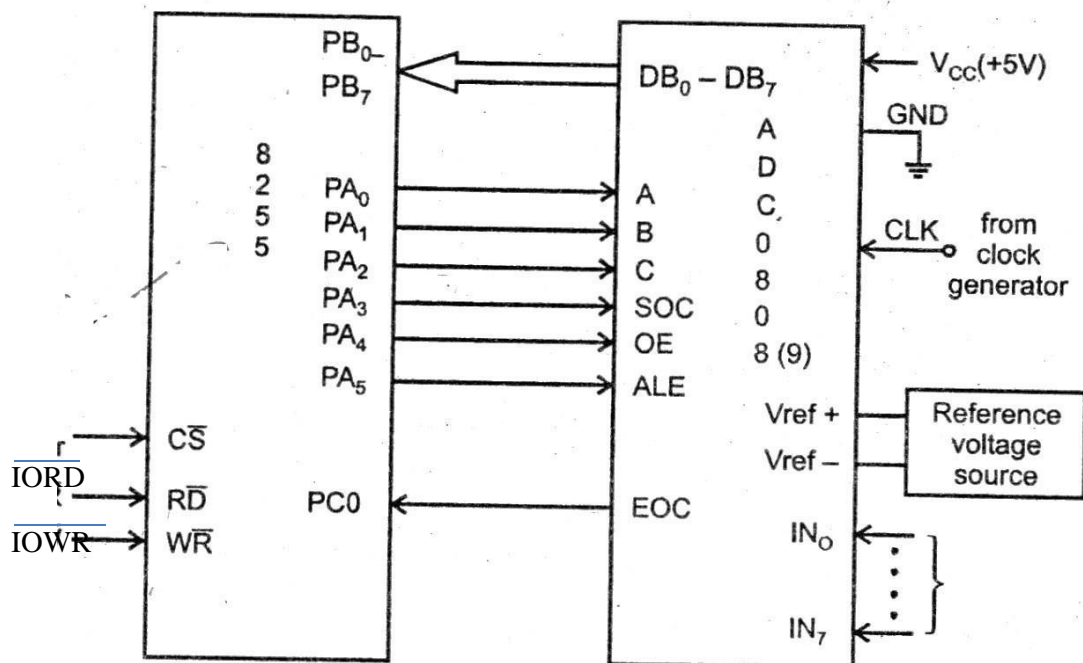 PB0–
PB7
8
2
5
5
PA0
PA1
PA2
PA3
PA4
PA5
CS̅
RD̅
WR̅
IORD
IOWR
PC0
DB0 – DB7
A
D
C
0
8
0
8 (9)
A
B
C
SOC
OE
ALE
EOC
VCC(+5V)
GND
CLK
from
clock
generator
Vref +
Vref –
Reference
voltage
source
INO
IN7